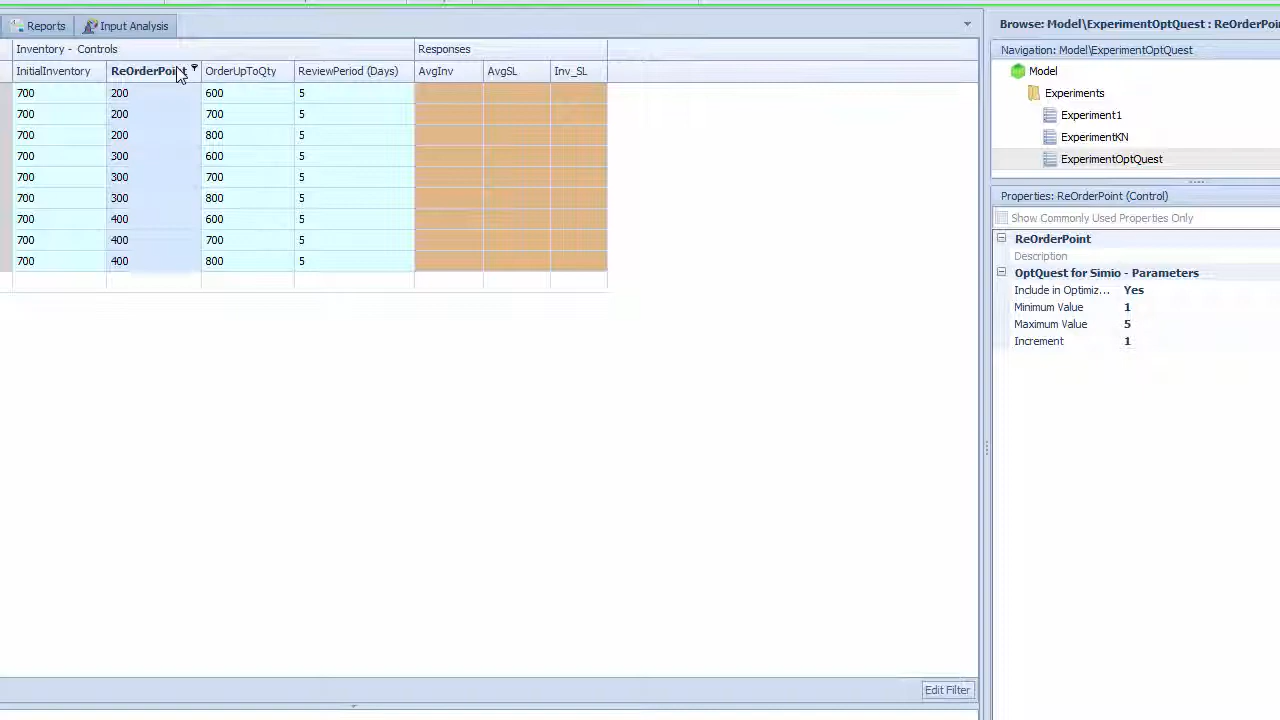 Reports Input Analysis
Inventory - Controls Responses
InitialInventory ReOrderPoint OrderUpToQty ReviewPeriod (Days) AvgInv AvgSL Inv_SL
700 200 600 5
700 200 700 5
700 200 800 5
700 300 600 5
700 300 700 5
700 300 800 5
700 400 600 5
700 400 700 5
700 400 800 5
Edit Filter
Browse: Model\ExperimentOptQuest : ReOrderPoi
Navigation: Model\ExperimentOptQuest
Model
Experiments
Experiment1
ExperimentKN
ExperimentOptQuest
Properties: ReOrderPoint (Control)
Show Commonly Used Properties Only
ReOrderPoint
Description
OptQuest for Simio - Parameters
Include in Optimiz... Yes
Minimum Value 1
Maximum Value 5
Increment 1